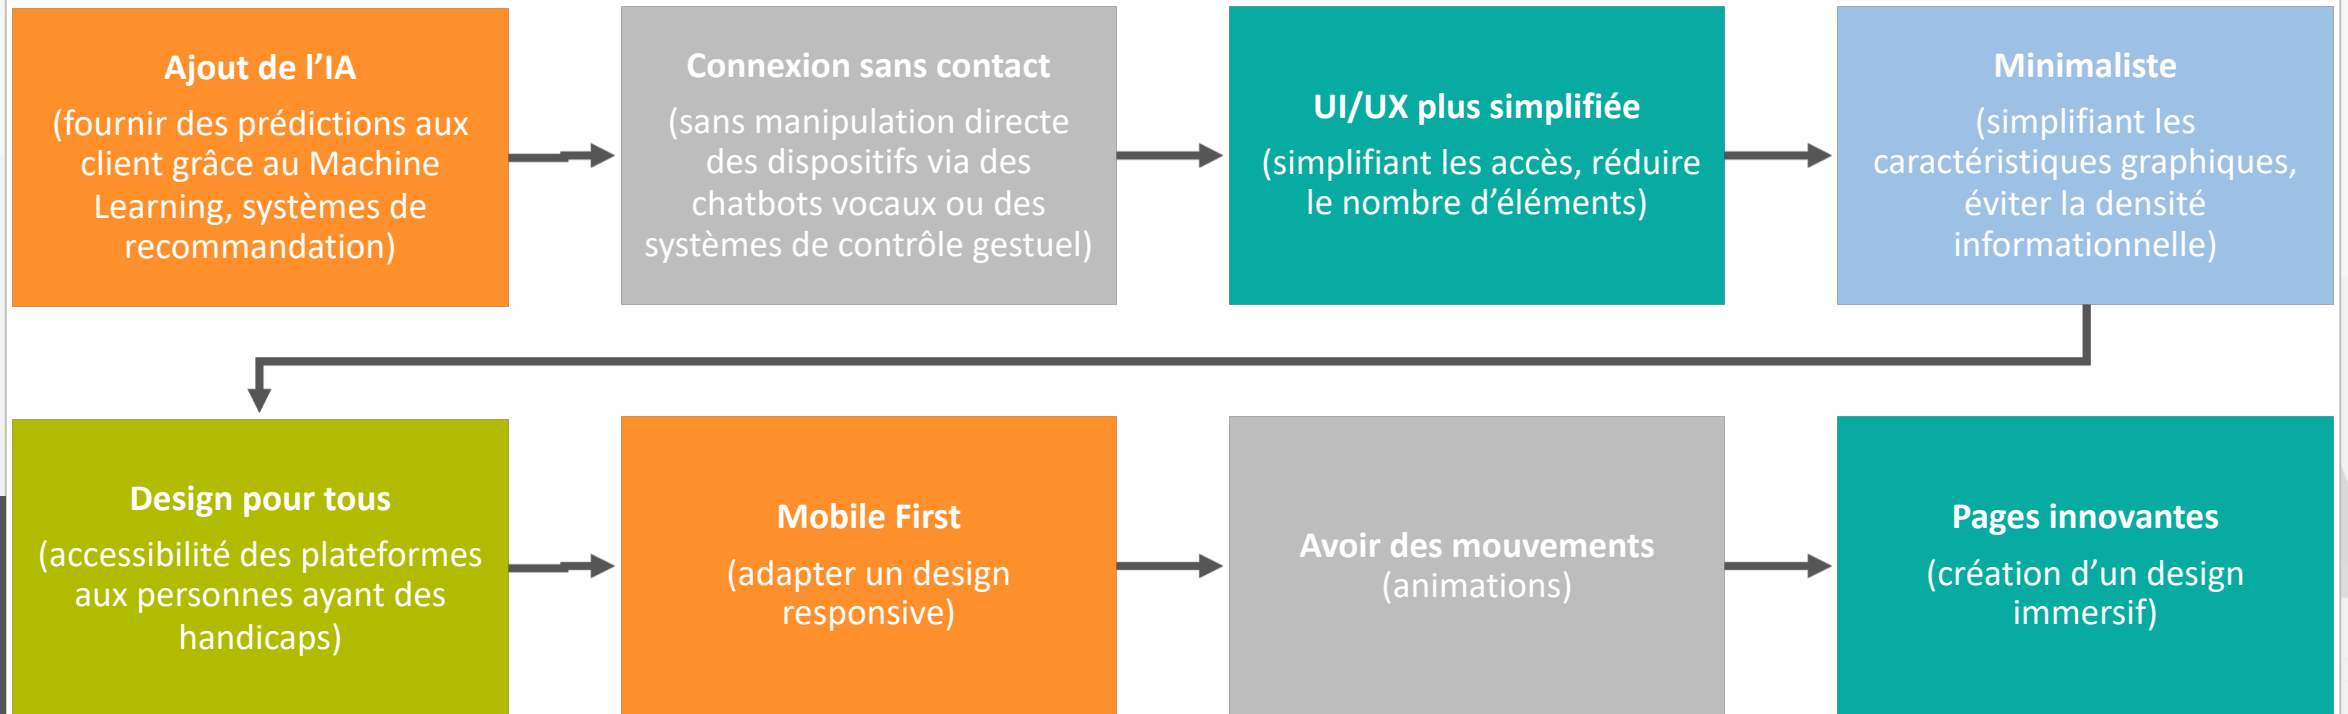 Ajout de l’IA
(fournir des prédictions aux
client grâce au Machine
Learning, systèmes de
recommandation)
Connexion sans contact
(sans manipulation directe
des dispositifs via des
chatbots vocaux ou des
systèmes de contrôle gestuel)
UI/UX plus simplifiée
(simplifiant les accès, réduire
le nombre d’éléments)
Minimaliste
(simplifiant les
caractéristiques graphiques,
éviter la densité
informationnelle)
Design pour tous
(accessibilité des plateformes
aux personnes ayant des
handicaps)
Mobile First
(adapter un design
responsive)
Avoir des mouvements
(animations)
Pages innovantes
(création d’un design
immersif)